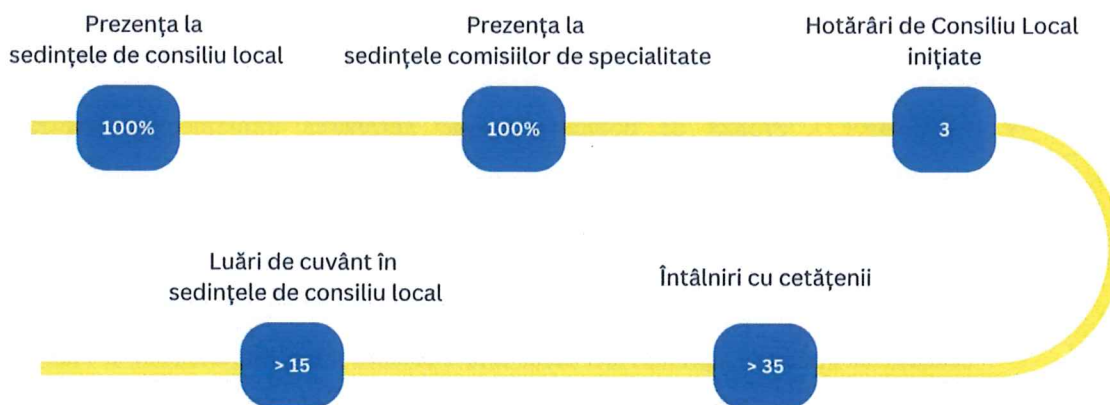 Prezența la
sedințele de consiliu local
100%
Prezența la
sedințele comisiilor de specialitate
100%
Hotărâri de Consiliu Local
inițiate
3
Luări de cuvânt în
sedințele de consiliu local
> 15
Întâlniri cu cetățenii
> 35